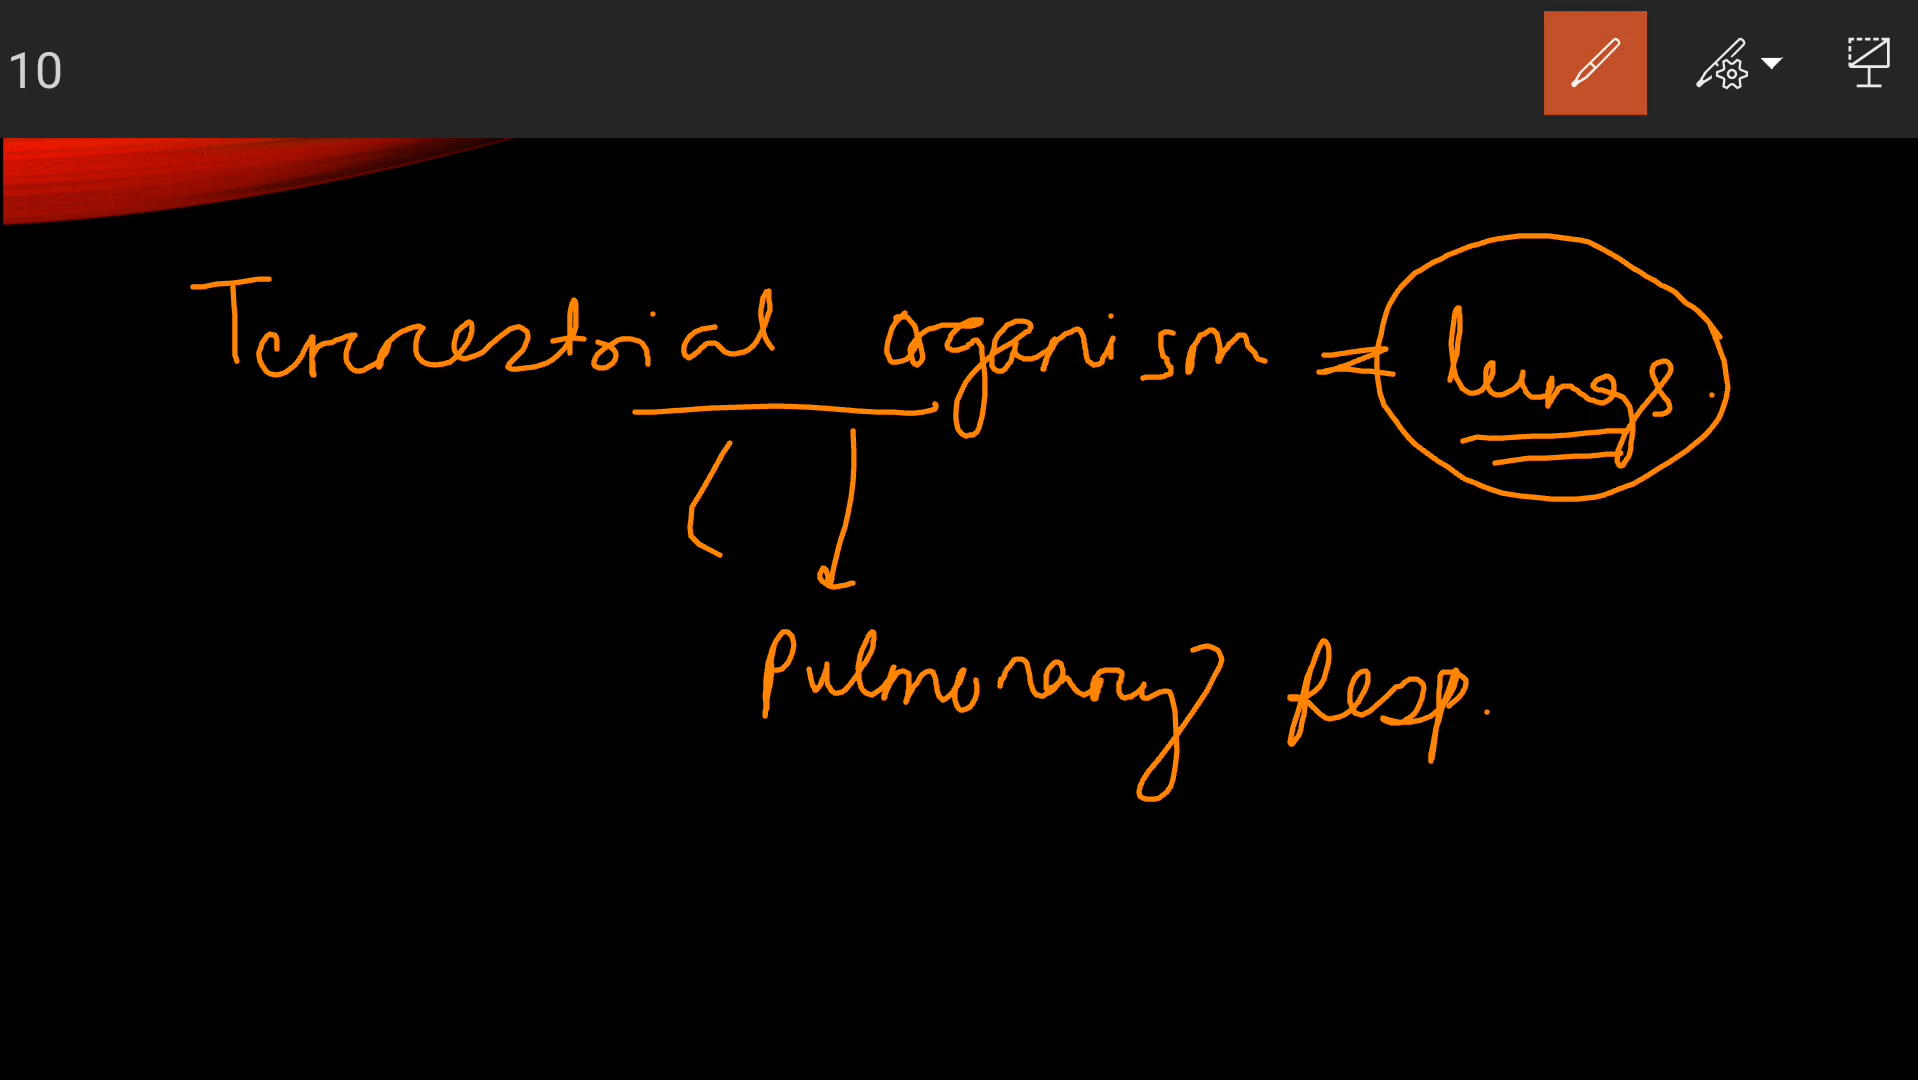 10
Terrestrial organism = lungs.
Pulmonary Resp.